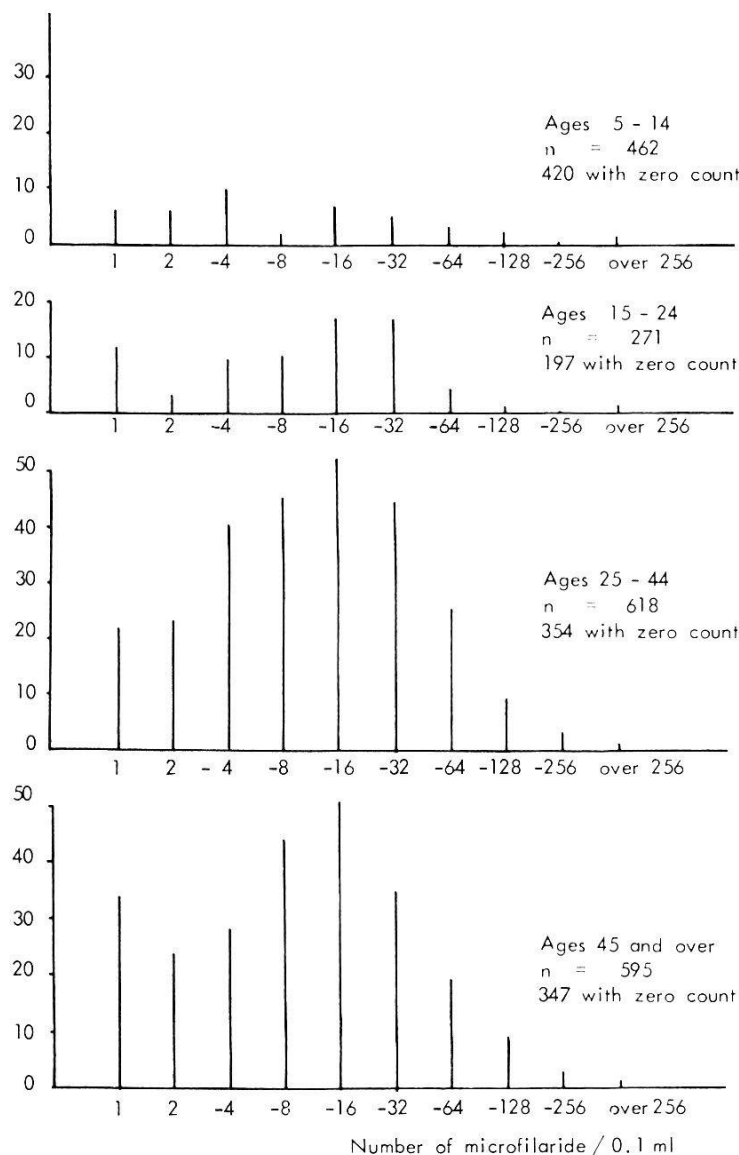 30
20
10
0
Ages 5 - 14
n = 462
420 with zero count
1 2 -4 -8 -16 -32 -64 -128 -256 over 256
20
10
0
Ages 15 - 24
n = 271
197 with zero count
1 2 -4 -8 -16 -32 -64 -128 -256 over 256
50
40
30
20
10
0
Ages 25 - 44
n = 618
354 with zero count
1 2 - 4 -8 -16 -32 -64 -128 -256 over 256
50
40
30
20
10
0
Ages 45 and over
n = 595
347 with zero count
1 2 -4 -8 -16 -32 -64 -128 -256 over 256
Number of microfilaride / 0.1 ml